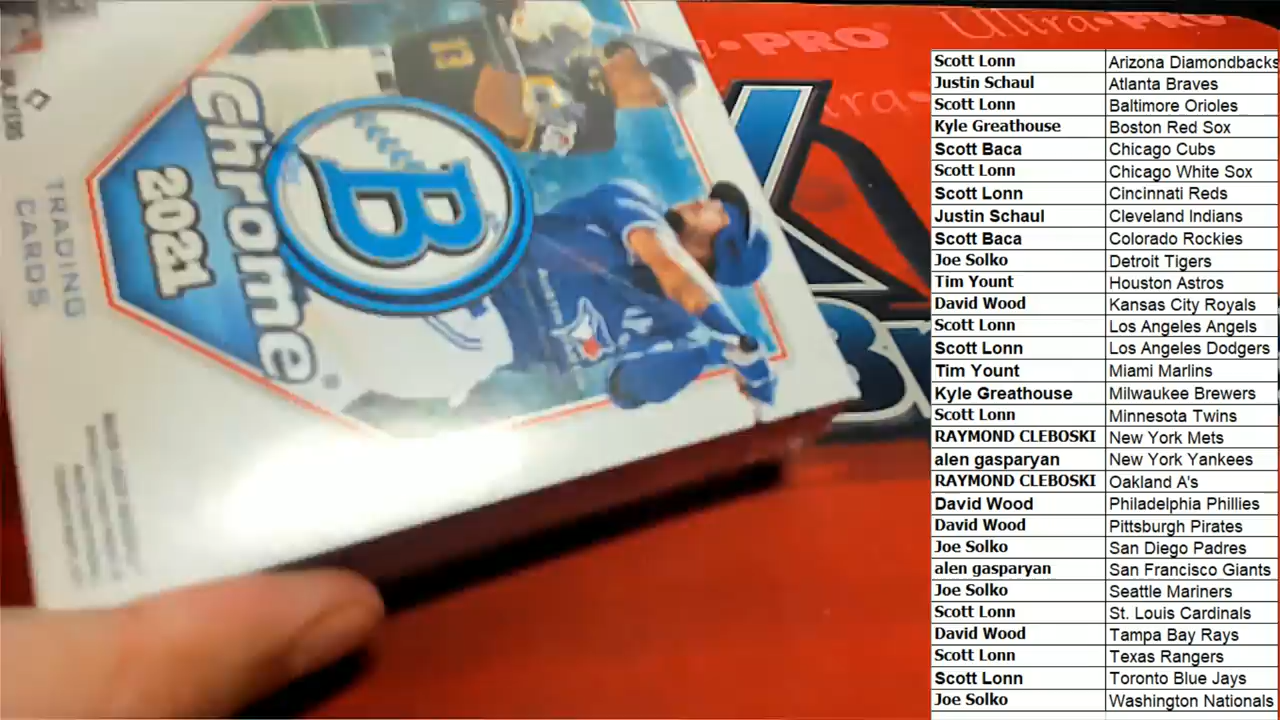 Ultra•PRO
Ultra•PRO
B
Chrome
2021
TRADING
CARDS
13
Scott Lonn Arizona Diamondbacks
Justin Schaul Atlanta Braves
Scott Lonn Baltimore Orioles
Kyle Greathouse Boston Red Sox
Scott Baca Chicago Cubs
Scott Lonn Chicago White Sox
Scott Lonn Cincinnati Reds
Justin Schaul Cleveland Indians
Scott Baca Colorado Rockies
Joe Solko Detroit Tigers
Tim Yount Houston Astros
David Wood Kansas City Royals
Scott Lonn Los Angeles Angels
Scott Lonn Los Angeles Dodgers
Tim Yount Miami Marlins
Kyle Greathouse Milwaukee Brewers
Scott Lonn Minnesota Twins
RAYMOND CLEBOSKI New York Mets
alen gasparyan New York Yankees
RAYMOND CLEBOSKI Oakland A's
David Wood Philadelphia Phillies
David Wood Pittsburgh Pirates
Joe Solko San Diego Padres
alen gasparyan San Francisco Giants
Joe Solko Seattle Mariners
Scott Lonn St. Louis Cardinals
David Wood Tampa Bay Rays
Scott Lonn Texas Rangers
Scott Lonn Toronto Blue Jays
Joe Solko Washington Nationals